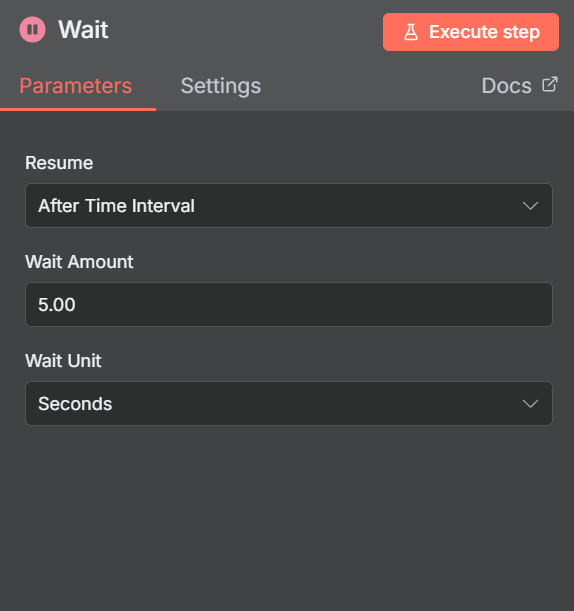 Wait
Execute step
Parameters
Settings
Docs
Resume
After Time Interval
Wait Amount
5.00
Wait Unit
Seconds